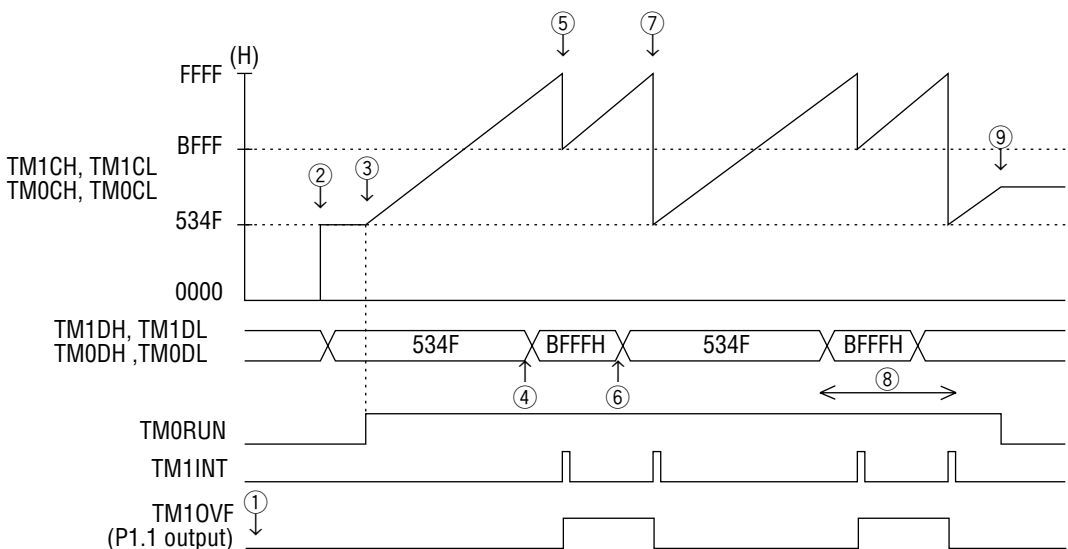 ⑤ ⑦
(H)
FFFF
BFFF
⑨
TM1CH, TM1CL
TM0CH, TM0CL
② ③
534F
0000
TM1DH, TM1DL
TM0DH ,TM0DL
534F BFFFH 534F BFFFH
④ ⑥ ⑧
TM0RUN
TM1INT
①
TM1OVF
(P1.1 output)